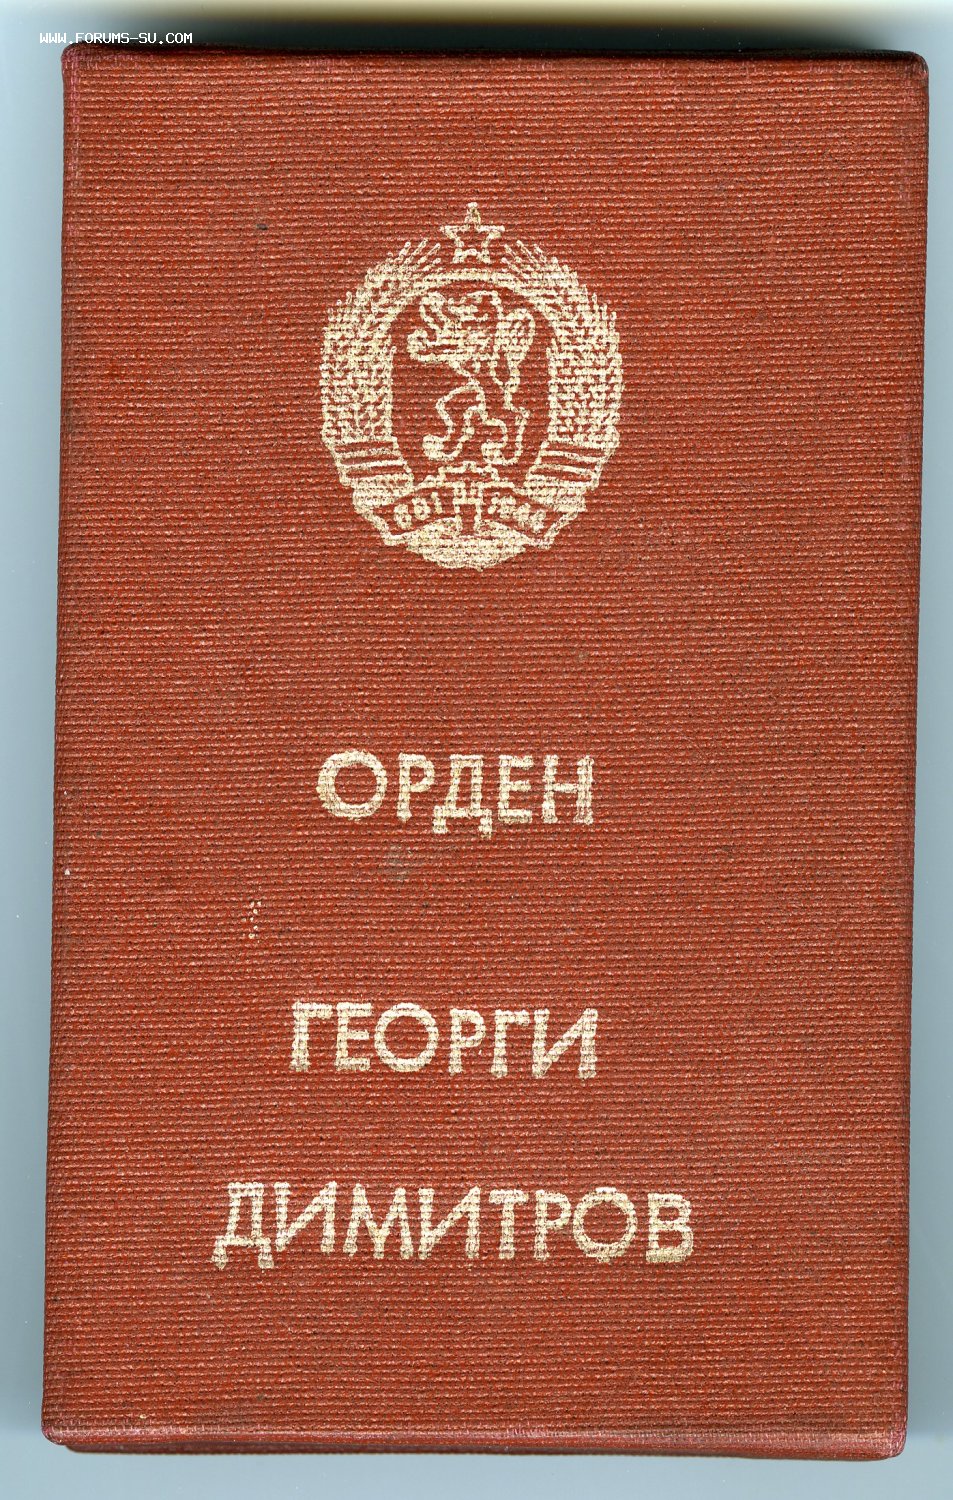 WWW.FORUMS-SU.COM
681 1944
ОРДЕН
ГЕОРГИ
ДИМИТРОВ